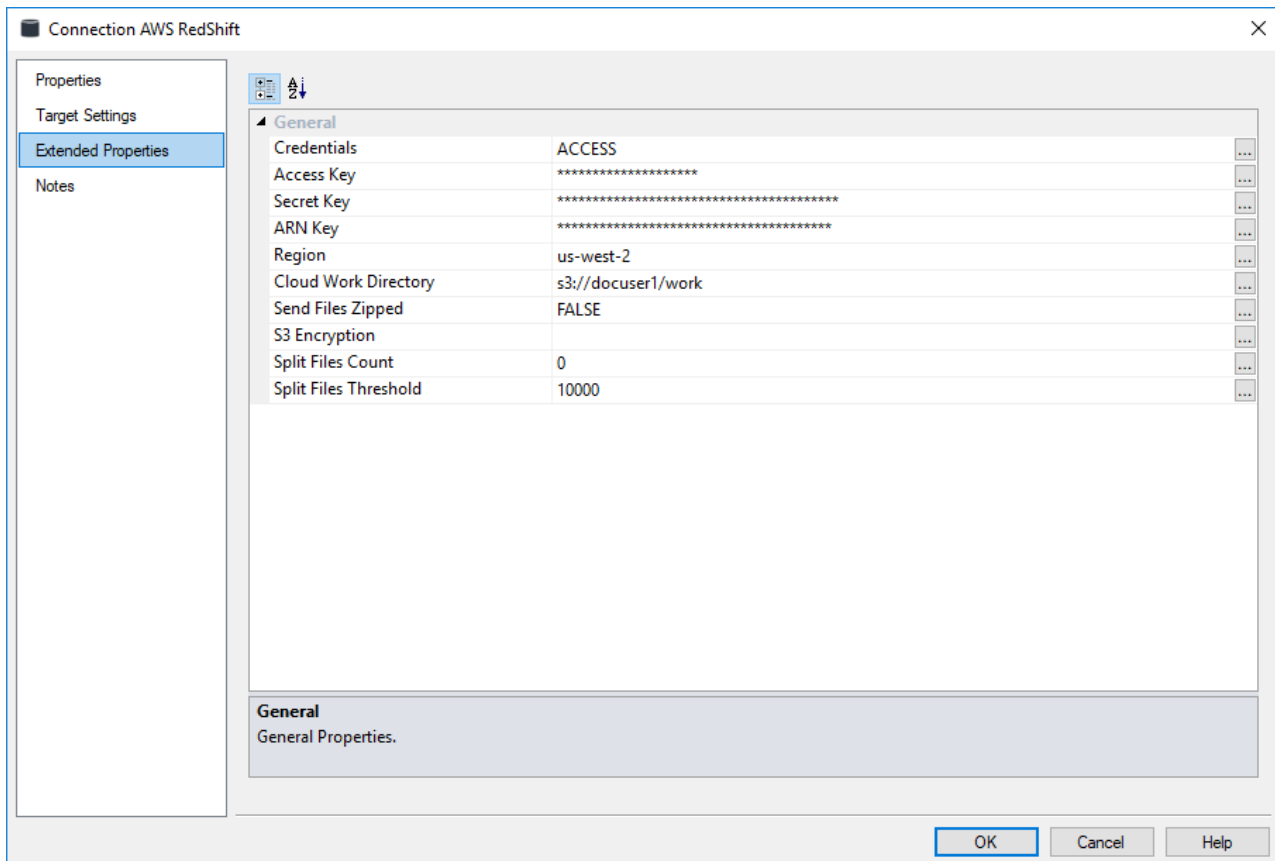 Connection AWS RedShift
Properties
Target Settings
Extended Properties
Notes
General
Credentials ACCESS ...
Access Key ******************** ...
Secret Key **************************************** ...
ARN Key *************************************** ...
Region us-west-2 ...
Cloud Work Directory s3://docuser1/work ...
Send Files Zipped FALSE ...
S3 Encryption ...
Split Files Count 0 ...
Split Files Threshold 10000 ...
General
General Properties.
OK Cancel Help